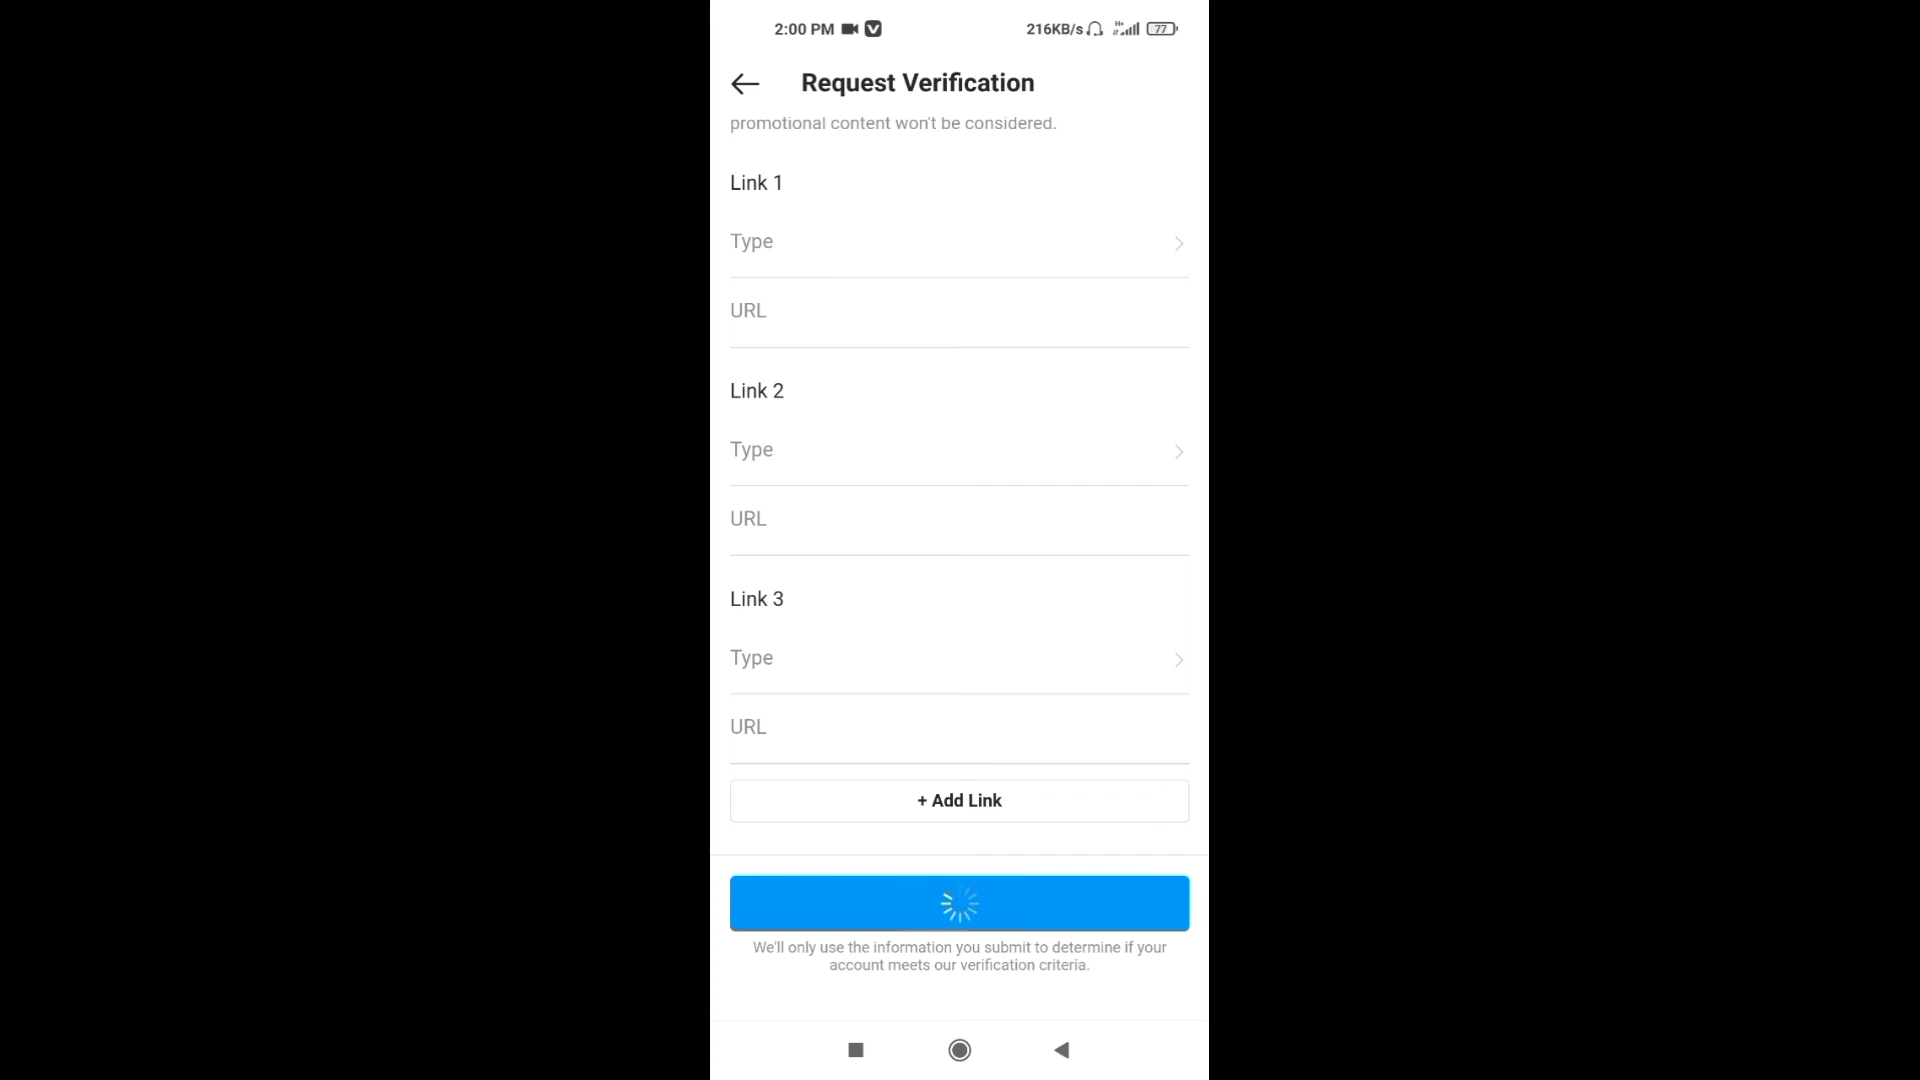 2:00 PM
216KB/s
H+
77
Request Verification
promotional content won't be considered.
Link 1
Type
URL
Link 2
Type
URL
Link 3
Type
URL
+ Add Link
We'll only use the information you submit to determine if your
account meets our verification criteria.